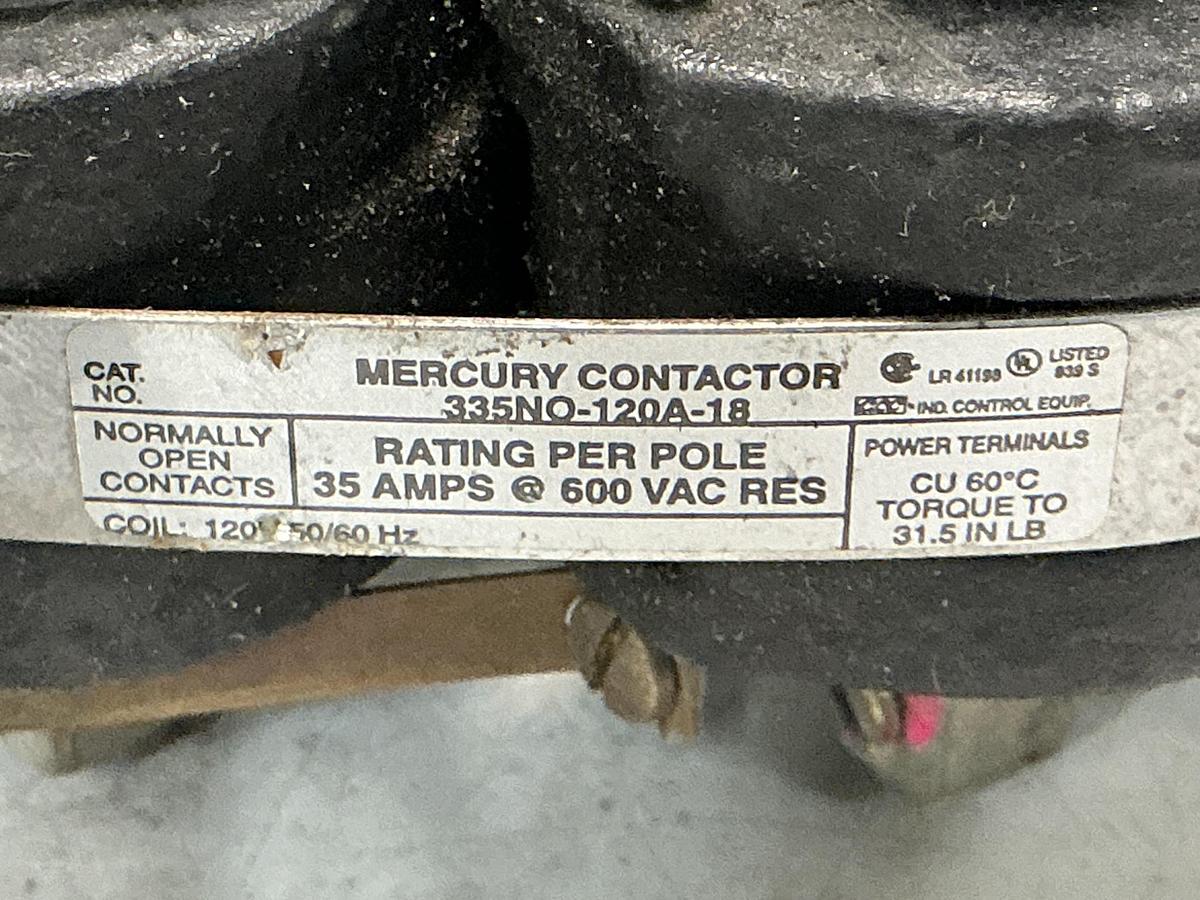 CAT.
NO.
MERCURY CONTACTOR
335NO-120A-18
LR 41198
UL
LISTED
939 S
IND. CONTROL EQUIP.
NORMALLY
OPEN
CONTACTS
RATING PER POLE
35 AMPS @ 600 VAC RES
POWER TERMINALS
CU 60°C
TORQUE TO
31.5 IN LB
COIL: 120V 50/60 Hz